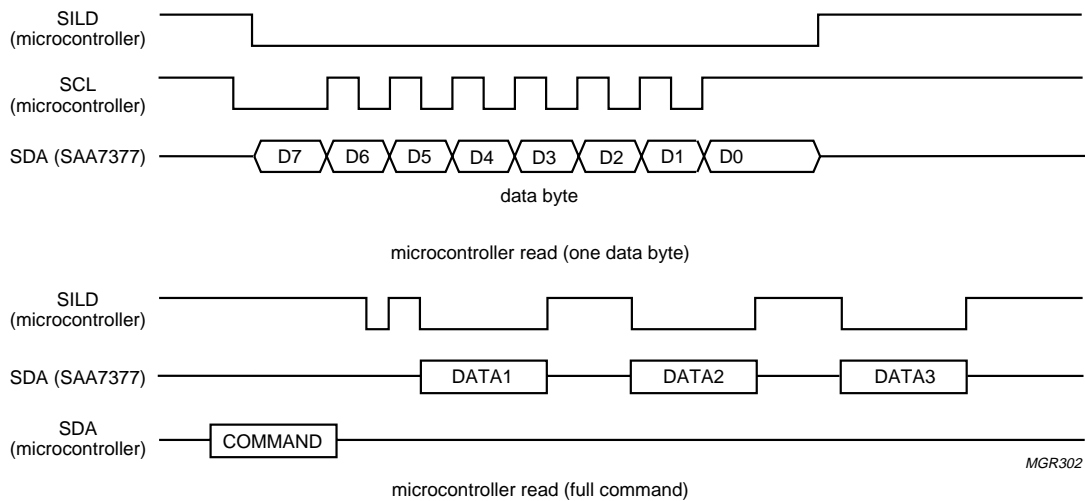 SILD
(microcontroller)
SCL
(microcontroller)
SDA (SAA7377)
D7 D6 D5 D4 D3 D2 D1 D0
data byte
microcontroller read (one data byte)
SILD
(microcontroller)
SDA (SAA7377)
DATA1 DATA2 DATA3
SDA
(microcontroller)
COMMAND
MGR302
microcontroller read (full command)